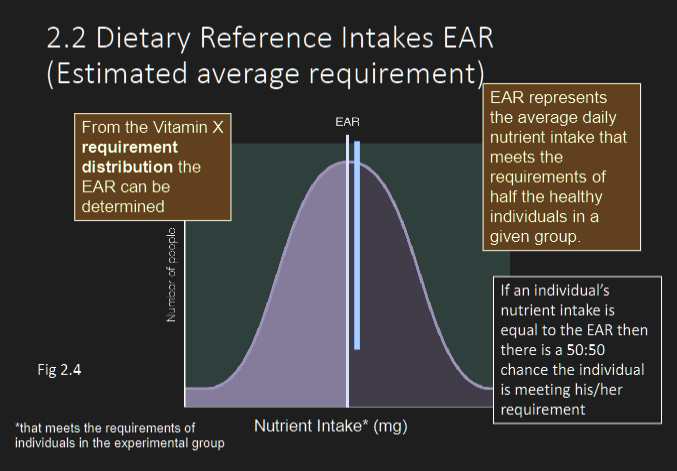 2.2 Dietary Reference Intakes EAR
(Estimated average requirement)
From the Vitamin X
requirement
distribution the
EAR can be
determined
EAR
EAR represents
the average daily
nutrient intake that
meets the
requirements of
half the healthy
individuals in a
given group.
Number of people
If an individual's
nutrient intake is
equal to the EAR then
there is a 50:50
chance the individual
is meeting his/her
requirement
Fig 2.4
Nutrient Intake* (mg)
*that meets the requirements of
individuals in the experimental group